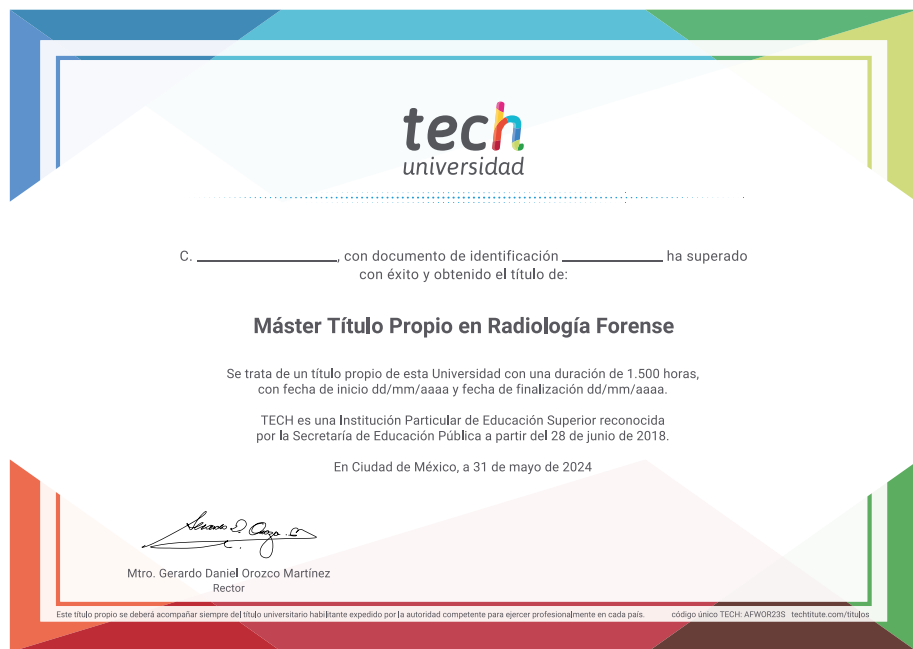 tech
universidad
C. ____________, con documento de identificación ____________ ha superado
con éxito y obtenido el título de:
Máster Título Propio en Radiología Forense
Se trata de un título propio de esta Universidad con una duración de 1.500 horas,
con fecha de inicio dd/mm/aaaa y fecha de finalización dd/mm/aaaa.
TECH es una Institución Particular de Educación Superior reconocida
por la Secretaría de Educación Pública a partir del 28 de junio de 2018.
En Ciudad de México, a 31 de mayo de 2024
Mtro. Gerardo Daniel Orozco Martínez
Rector
Este título propio se deberá acompañar siempre del título universitario habilitante expedido por la autoridad competente para ejercer profesionalmente en cada país. código único TECH: AFWOR23S techtitute.com/titulos